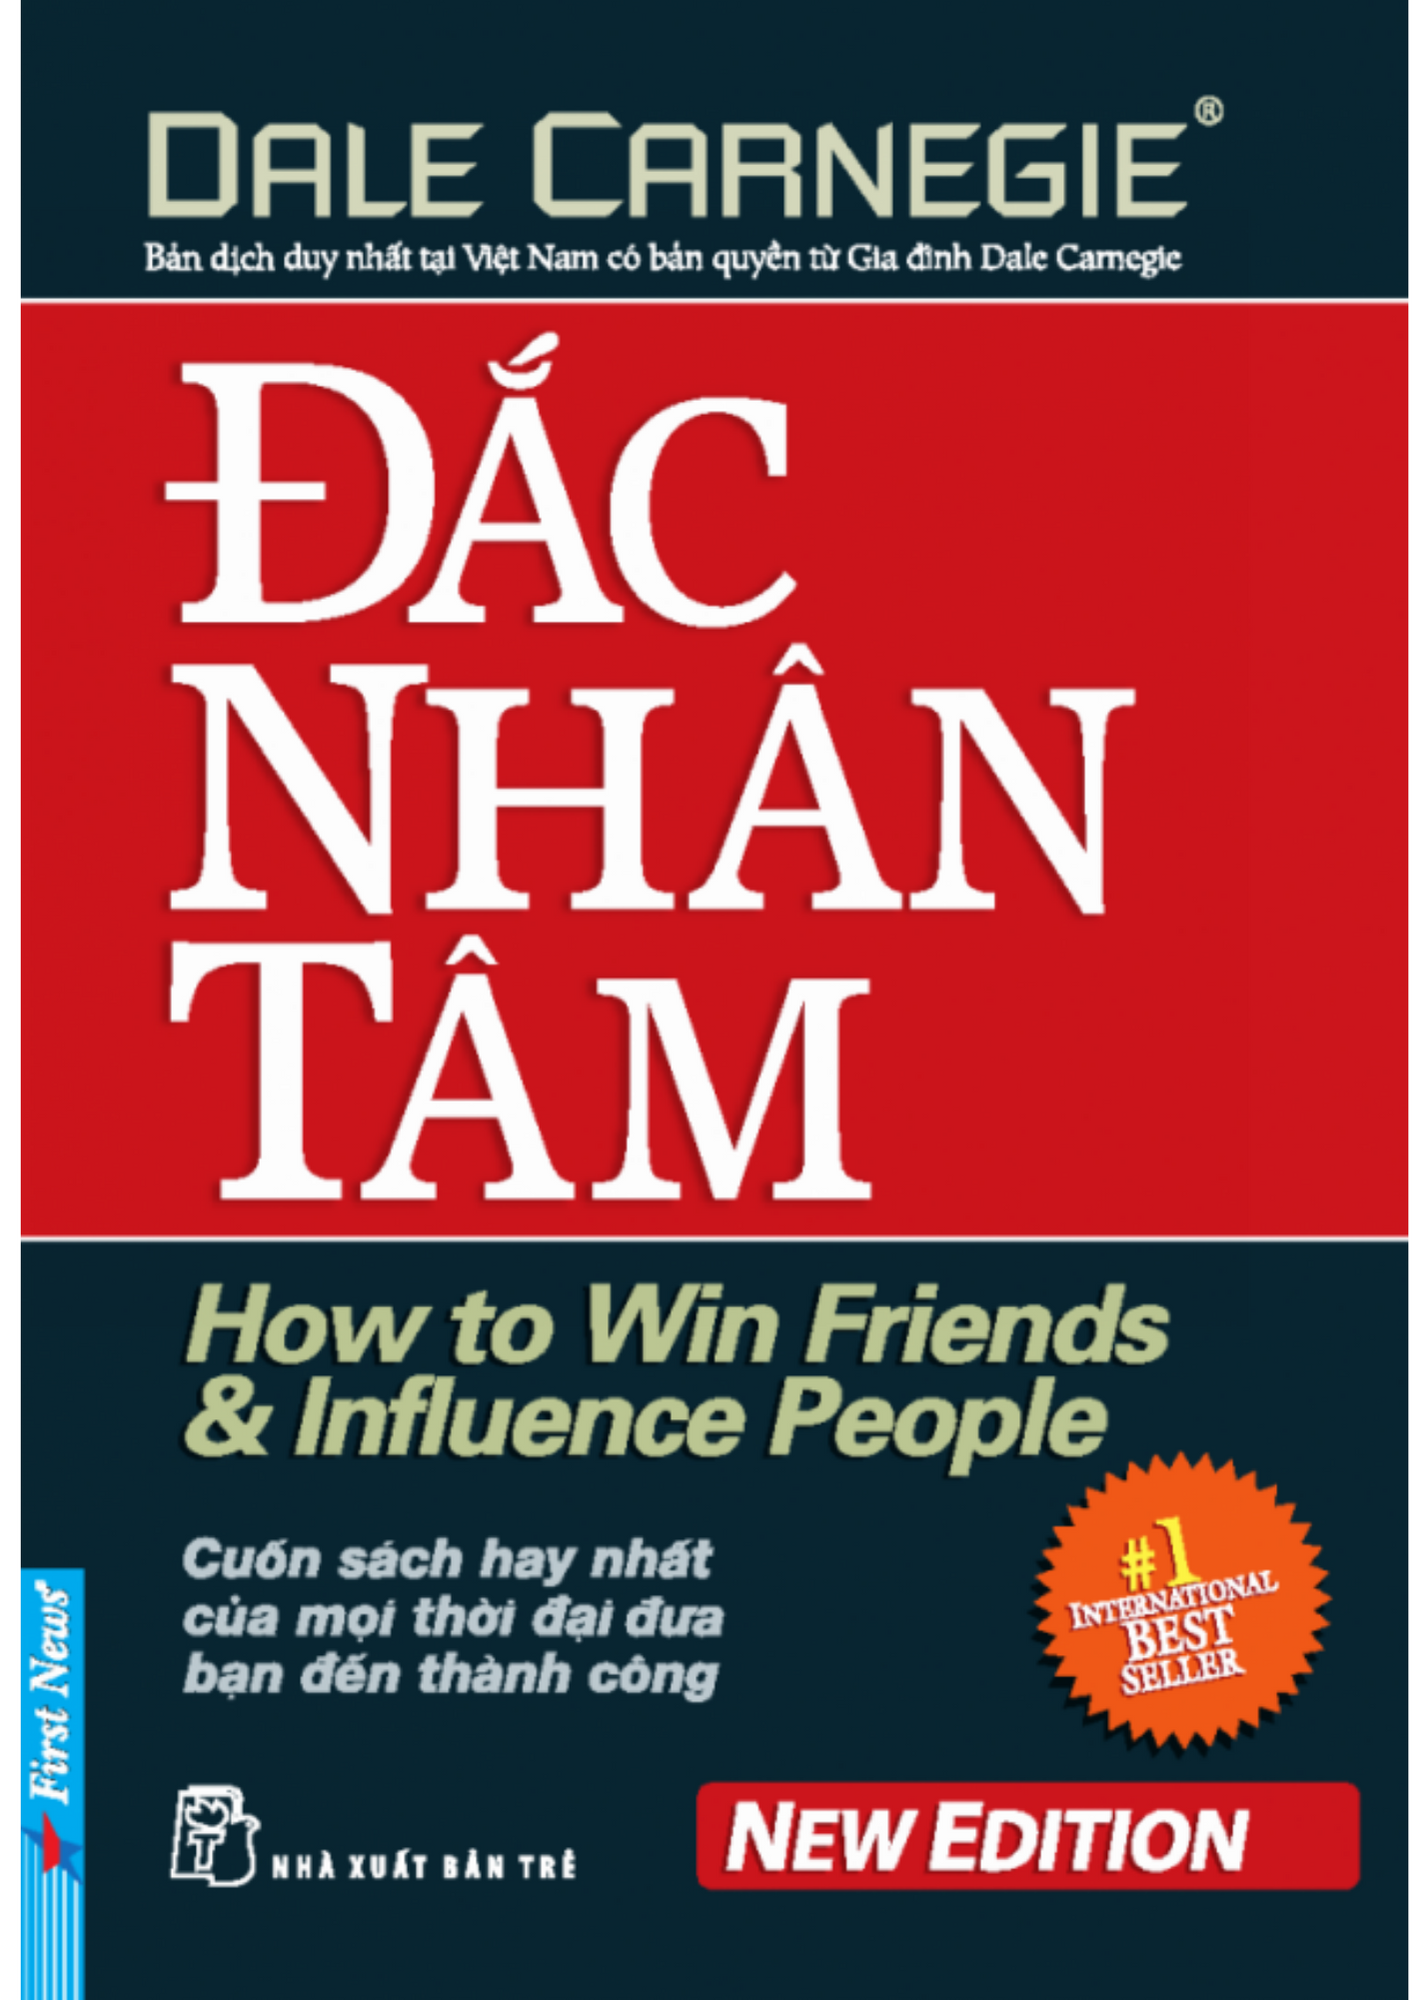 DALE CARNEGIE®
Bản dịch duy nhất tại Việt Nam có bản quyền từ Gia đình Dale Carnegie
ĐẮC
NHÂN
TÂM
How to Win Friends
& Influence People
Cuốn sách hay nhất
của mọi thời đại đưa
bạn đến thành công
#1
INTERNATIONAL
BEST
SELLER
First News
NHÀ XUẤT BẢN TRẺ
NEW EDITION